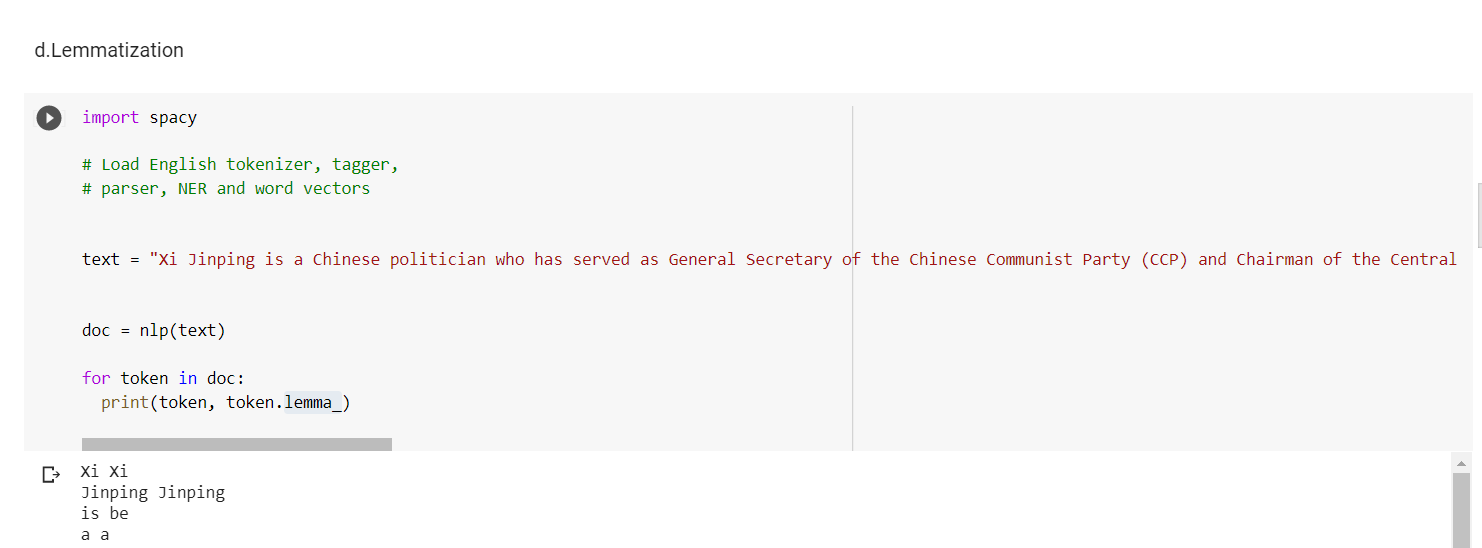 d.Lemmatization
import spacy
# Load English tokenizer, tagger,
# parser, NER and word vectors
text = "Xi Jinping is a Chinese politician who has served as General Secretary of the Chinese Communist Party (CCP) and Chairman of the Central
doc = nlp(text)
for token in doc:
print(token, token.lemma_)
Xi Xi
Jinping Jinping
is be
a a